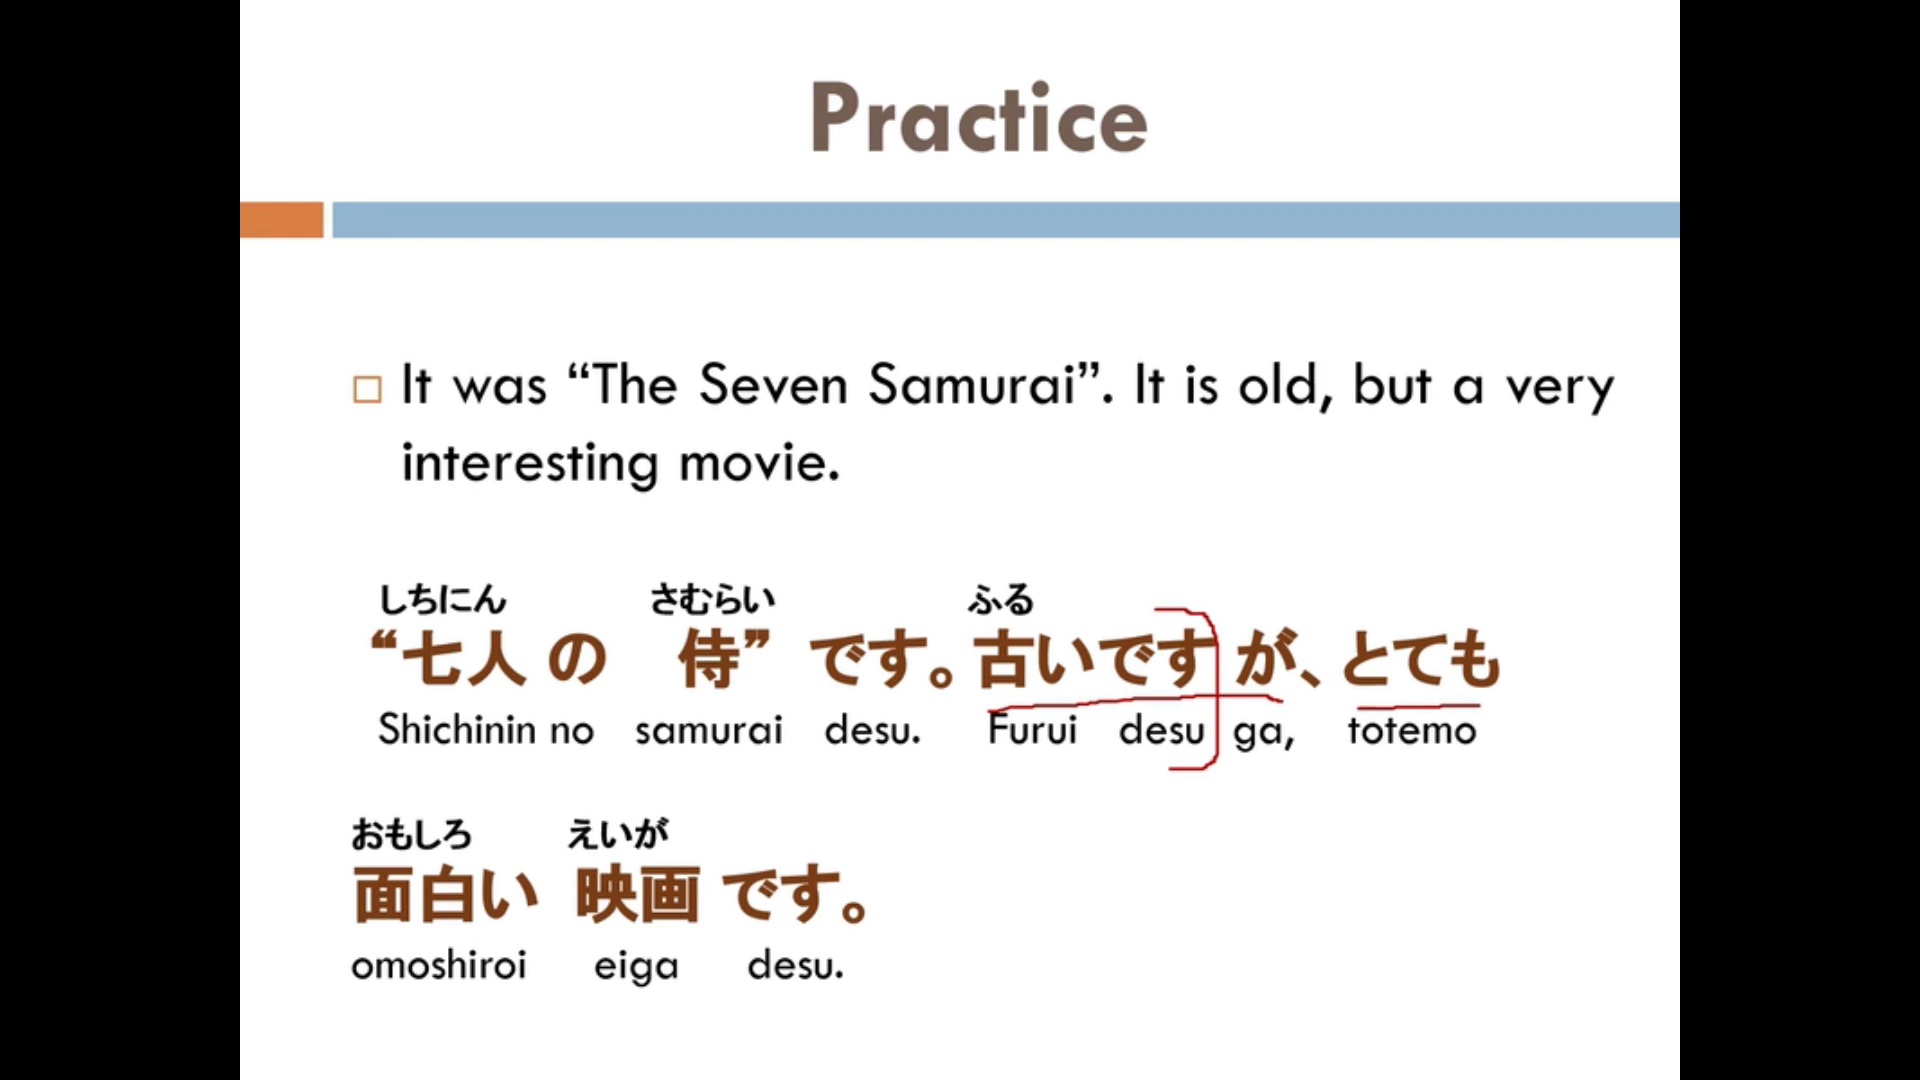 Practice
It was “The Seven Samurai”. It is old, but a very
interesting movie.
しちにん さむらい ふる
“七人 の 侍” です。古いです が、とても
Shichinin no samurai desu. Furui desu ga, totemo
おもしろ えいが
面白い 映画 です。
omoshiroi eiga desu.